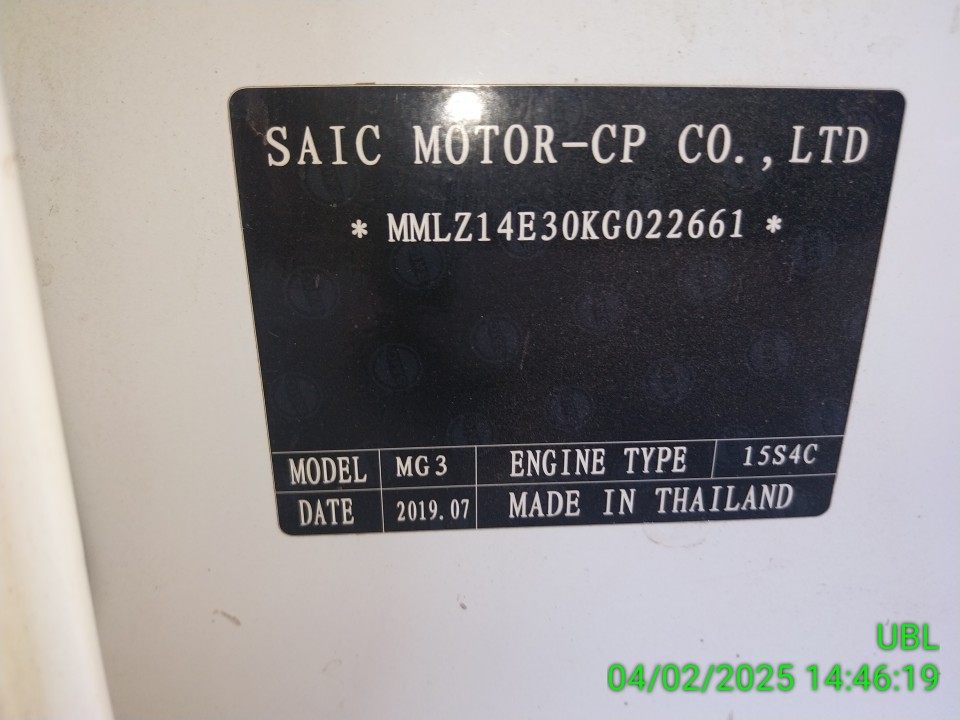 SAIC MOTOR-CP CO.,LTD
* MMLZ14E30KG022661 *
MODEL MG3 ENGINE TYPE 15S4C
DATE 2019.07 MADE IN THAILAND
UBL
04/02/2025 14:46:19